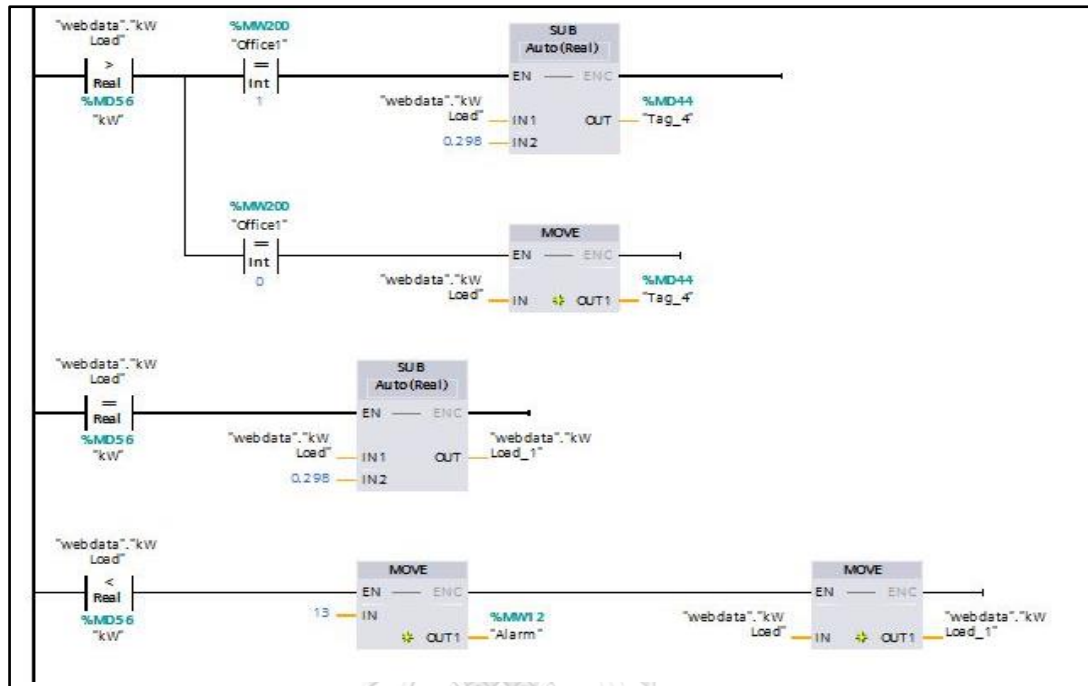 "webdata"."kW
Load"
>
Real
%MD56
"kW"
%MW200
"Office1"
==
Int
1
SUB
Auto (Real)
EN ENO
"webdata"."kW
Load" IN1 OUT
0.298 IN2
%MD44
"Tag_4"
%MW200
"Office1"
==
Int
0
MOVE
EN ENO
"webdata"."kW
Load" IN OUT1
%MD44
"Tag_4"
"webdata"."kW
Load"
==
Real
%MD56
"kW"
SUB
Auto (Real)
EN ENO
"webdata"."kW
Load" IN1 OUT
0.298 IN2
"webdata"."kW
Load_1"
"webdata"."kW
Load"
<
Real
%MD56
"kW"
MOVE
EN ENO
13 IN OUT1
%MW12
"Alarm"
MOVE
EN ENO
"webdata"."kW
Load" IN OUT1
"webdata"."kW
Load_1"